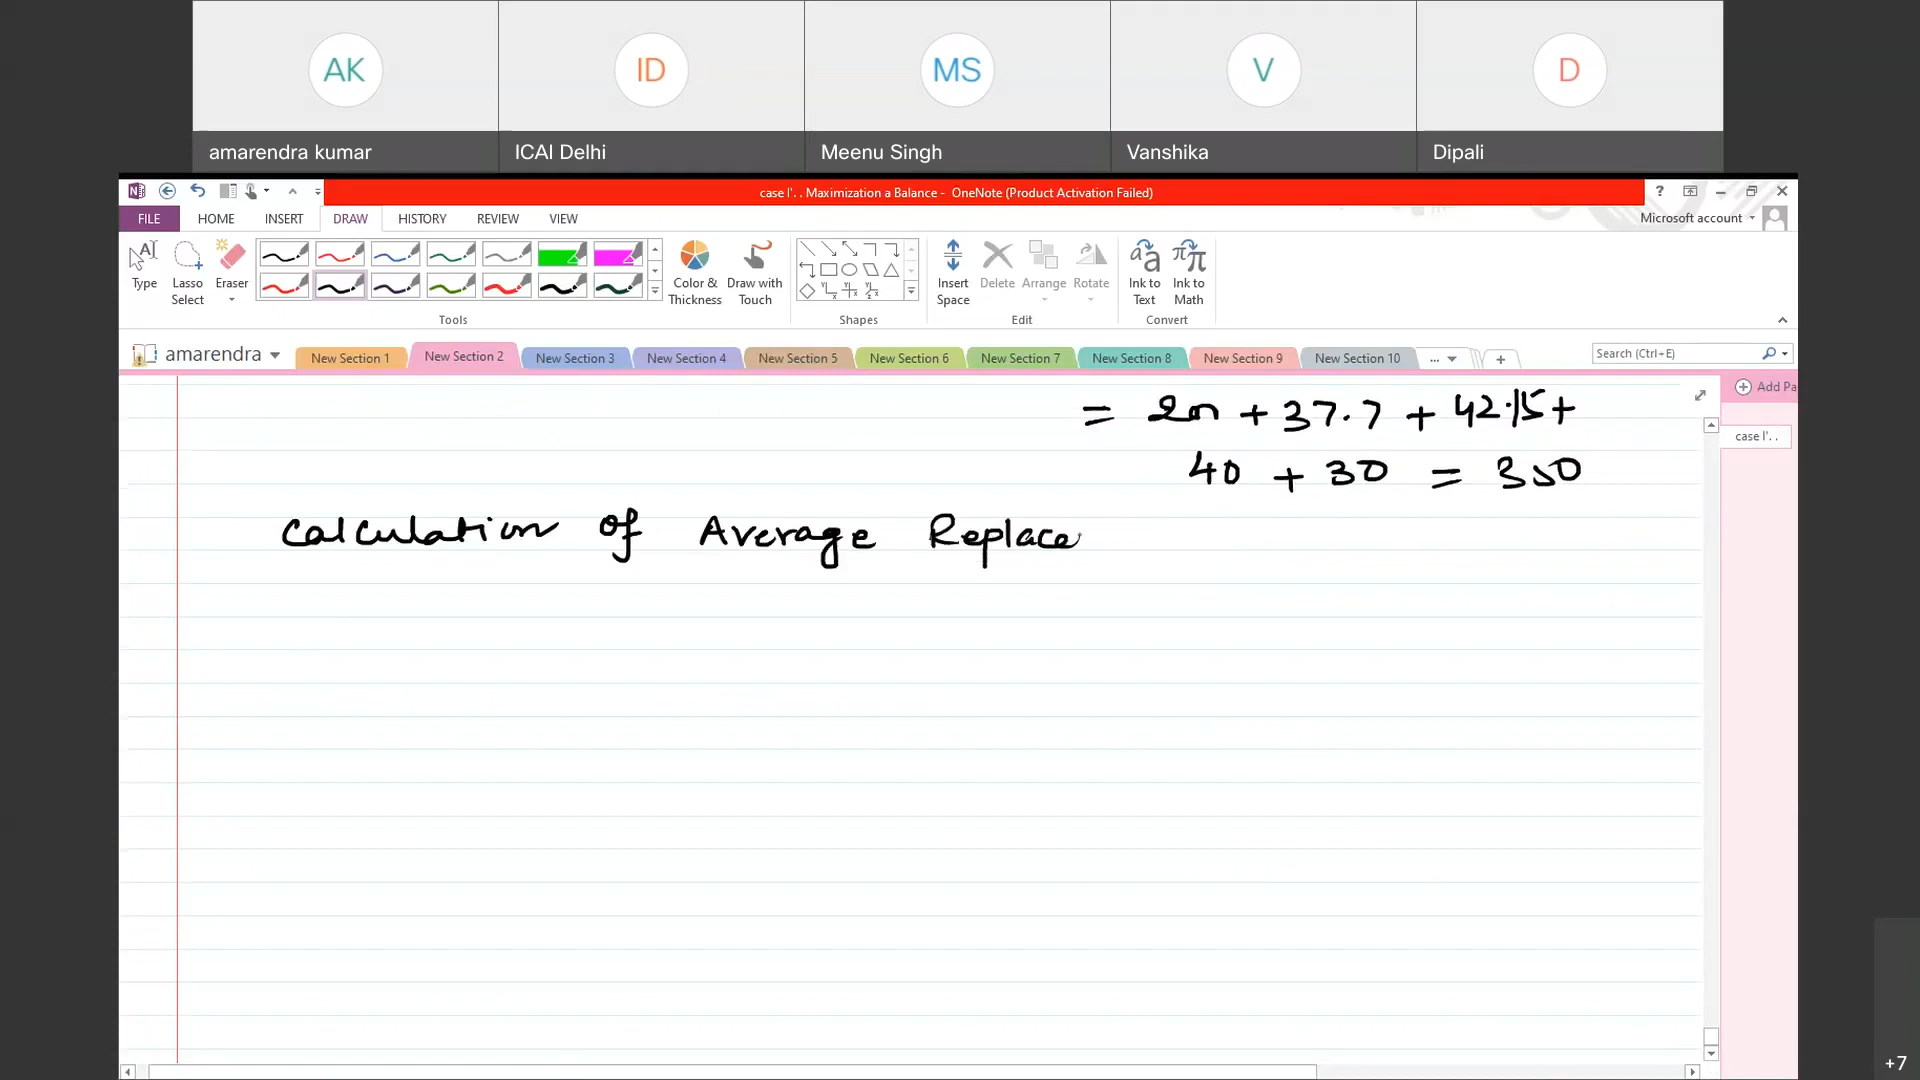 AK ID MS V D
amarendra kumar ICAI Delhi Meenu Singh Vanshika Dipali
case I'. . Maximization a Balance - OneNote (Product Activation Failed) ?
FILE HOME INSERT DRAW HISTORY REVIEW VIEW Microsoft account
Type Lasso Select Eraser Color & Thickness Draw with Touch Insert Space Delete Arrange Rotate Ink to Text Ink to Math
Tools Shapes Edit Convert
amarendra New Section 1 New Section 2 New Section 3 New Section 4 New Section 5 New Section 6 New Section 7 New Section 8 New Section 9 New Section 10 ... + Search (Ctrl+E)
Add Pa
case I'. .
= 2n + 37.7 + 42.15 +
40 + 30 = 350
Calculation of Average Replace
+7